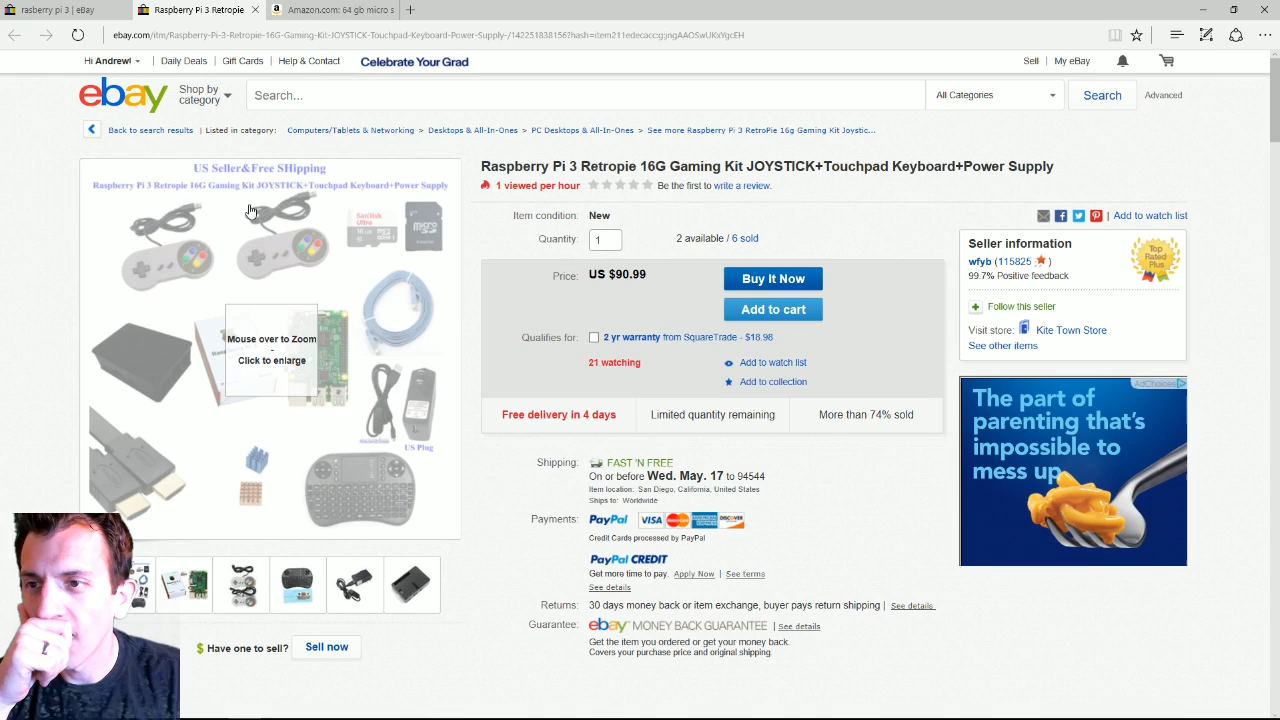 rasberry pi 3 | eBay
Raspberry Pi 3 Retropie
Amazon.com: 64 gb micro s
ebay.com/itm/Raspberry-Pi-3-Retropie-16G-Gaming-Kit-JOYSTICK-Touchpad-Keyboard-Power-Supply-/142251838156?hash=item211edecaccg:jngAAOSwUKxYgcEH
Hi Andrew! | Daily Deals | Gift Cards | Help & Contact Celebrate Your Grad
Sell | My eBay
ebay Shop by category Search... All Categories Search Advanced
Back to search results | Listed in category: Computers/Tablets & Networking > Desktops & All-In-Ones > PC Desktops & All-In-Ones > See more Raspberry Pi 3 RetroPie 16g Gaming Kit Joystic...
US Seller&Free SHipping
Raspberry Pi 3 Retropie 16G Gaming Kit JOYSTICK+Touchpad Keyboard+Power Supply
SanDisk
Ultra
Mouse over to Zoom
-
Click to enlarge
US Plug
$ Have one to sell? Sell now
Raspberry Pi 3 Retropie 16G Gaming Kit JOYSTICK+Touchpad Keyboard+Power Supply
1 viewed per hour Be the first to write a review.
Item condition: New
| Add to watch list
Quantity: 1 2 available / 6 sold
Price: US $90.99 Buy It Now
Add to cart
Qualifies for: 2 yr warranty from SquareTrade - $18.98
21 watching Add to watch list
Add to collection
Free delivery in 4 days Limited quantity remaining More than 74% sold
Shipping: FAST 'N FREE
On or before Wed. May. 17 to 94544
Item location: San Diego, California, United States
Ships to: Worldwide
Payments: PayPal VISA MasterCard DISCOVER
Credit Cards processed by PayPal
PayPal CREDIT
Get more time to pay. Apply Now | See terms
See details
Returns: 30 days money back or item exchange, buyer pays return shipping | See details
Guarantee: ebay MONEY BACK GUARANTEE | See details
Get the item you ordered or get your money back.
Covers your purchase price and original shipping.
Seller information
wfyb (115825 )
99.7% Positive feedback
Top Rated Plus
Follow this seller
Visit store: Kite Town Store
See other items
AdChoices
The part of
parenting that's
impossible to
mess up.